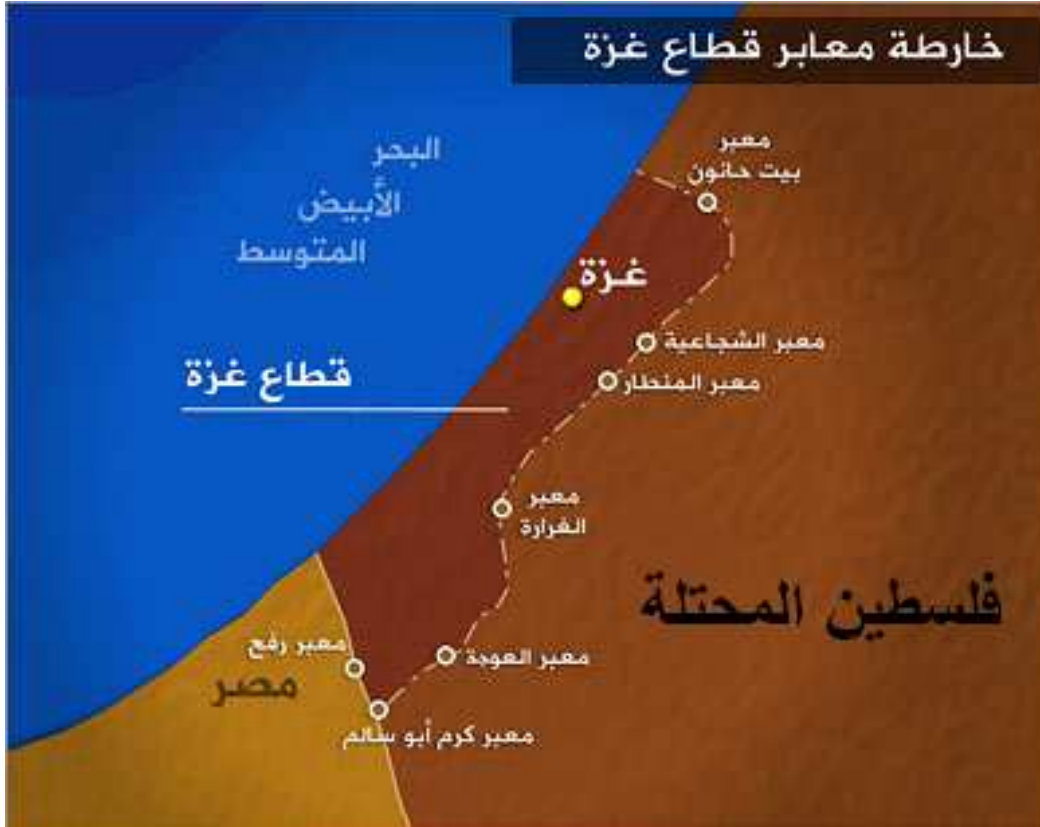 خارطة معابر قطاع غزة
البحر
الأبيض
المتوسط
معبر
بيت حانون
غزة
معبر الشجاعية
معبر المنطار
قطاع غزة
معبر
القرارة
فلسطين المحتلة
معبر رفح
معبر العودة
مصر
معبر كرم أبو سالم